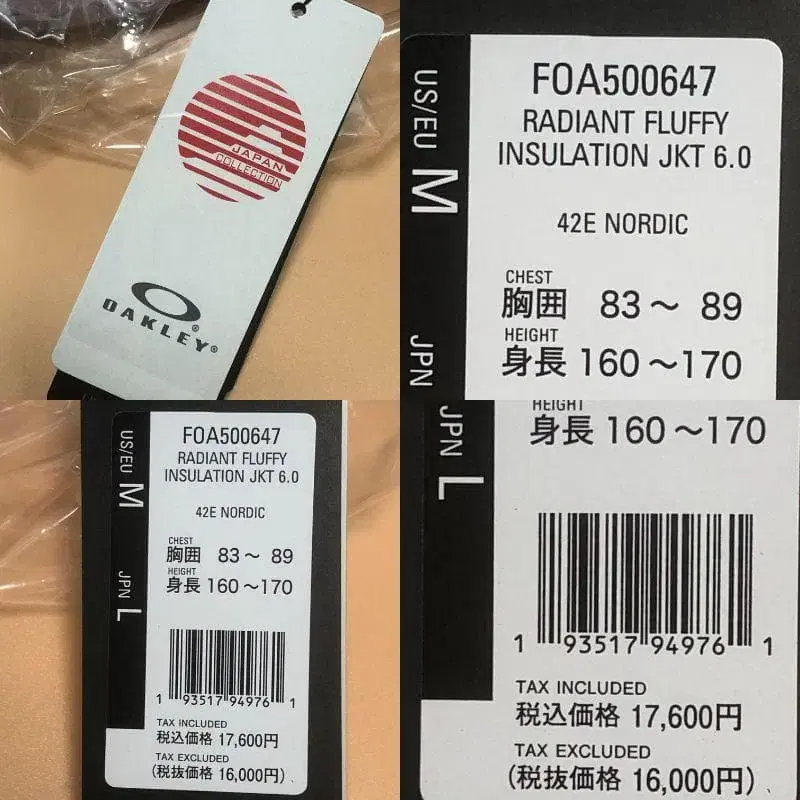 JAPAN
COLLECTION
OAKLEY®
US/EU M
JPN
FOA500647
RADIANT FLUFFY
INSULATION JKT 6.0
42E NORDIC
CHEST
胸囲 83～ 89
HEIGHT
身長 160～170
US/EU M
JPN L
FOA500647
RADIANT FLUFFY
INSULATION JKT 6.0
42E NORDIC
CHEST
胸囲 83～ 89
HEIGHT
身長 160～170
1 93517 94976 1
TAX INCLUDED
税込価格 17,600円
TAX EXCLUDED
(税抜価格 16,000円)
JPN L
HEIGHT
身長 160～170
1 93517 94976 1
TAX INCLUDED
税込価格 17,600円
TAX EXCLUDED
(税抜価格 16,000円)